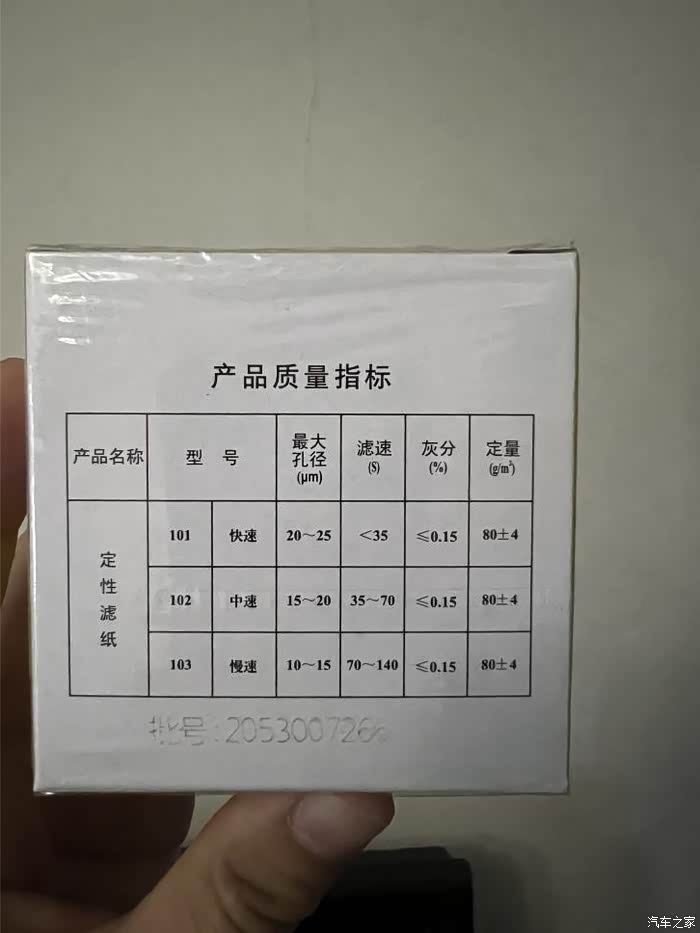 产品质量指标
产品名称 型 号 最大孔径(μm) 滤速(S) 灰分(%) 定量(g/m²)
定性滤纸
101 快速 20~25 <35 ≤0.15 80±4
102 中速 15~20 35~70 ≤0.15 80±4
103 慢速 10~15 70~140 ≤0.15 80±4
批号:205300726
汽车之家